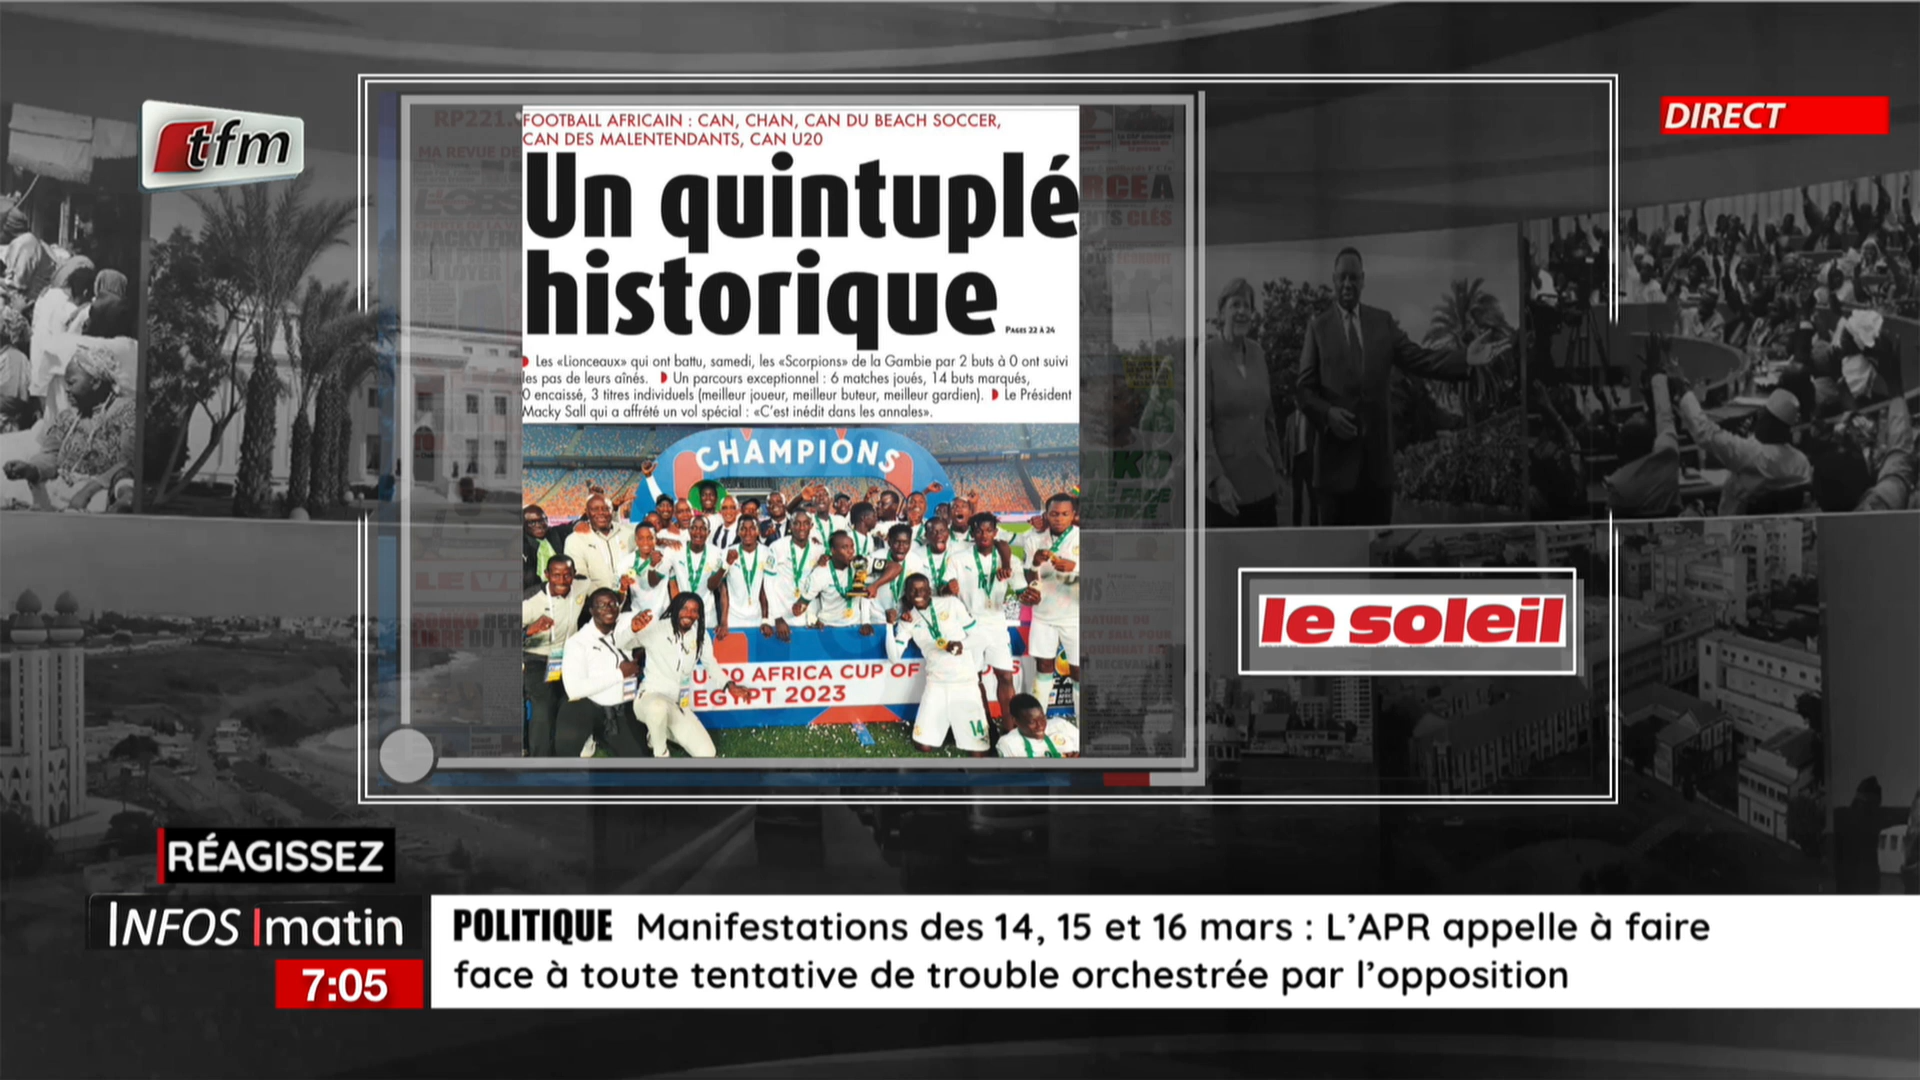 tfm
DIRECT
FOOTBALL AFRICAIN : CAN, CHAN, CAN DU BEACH SOCCER,
CAN DES MALENTENDANTS, CAN U20
Un quintuplé
historique
PAGES 22 À 24
Les «Lionceaux» qui ont battu, samedi, les «Scorpions» de la Gambie par 2 buts à 0 ont suivi
les pas de leurs aînés. Un parcours exceptionnel : 6 matches joués, 14 buts marqués,
0 encaissé, 3 titres individuels (meilleur joueur, meilleur buteur, meilleur gardien). Le Président
Macky Sall qui a affrété un vol spécial : «C'est inédit dans les annales».
CHAMPIONS
AFRICA CUP OF
EGYPT 2023
14
le soleil
RÉAGISSEZ
INFOS matin
7:05
POLITIQUE Manifestations des 14, 15 et 16 mars : L'APR appelle à faire
face à toute tentative de trouble orchestrée par l'opposition